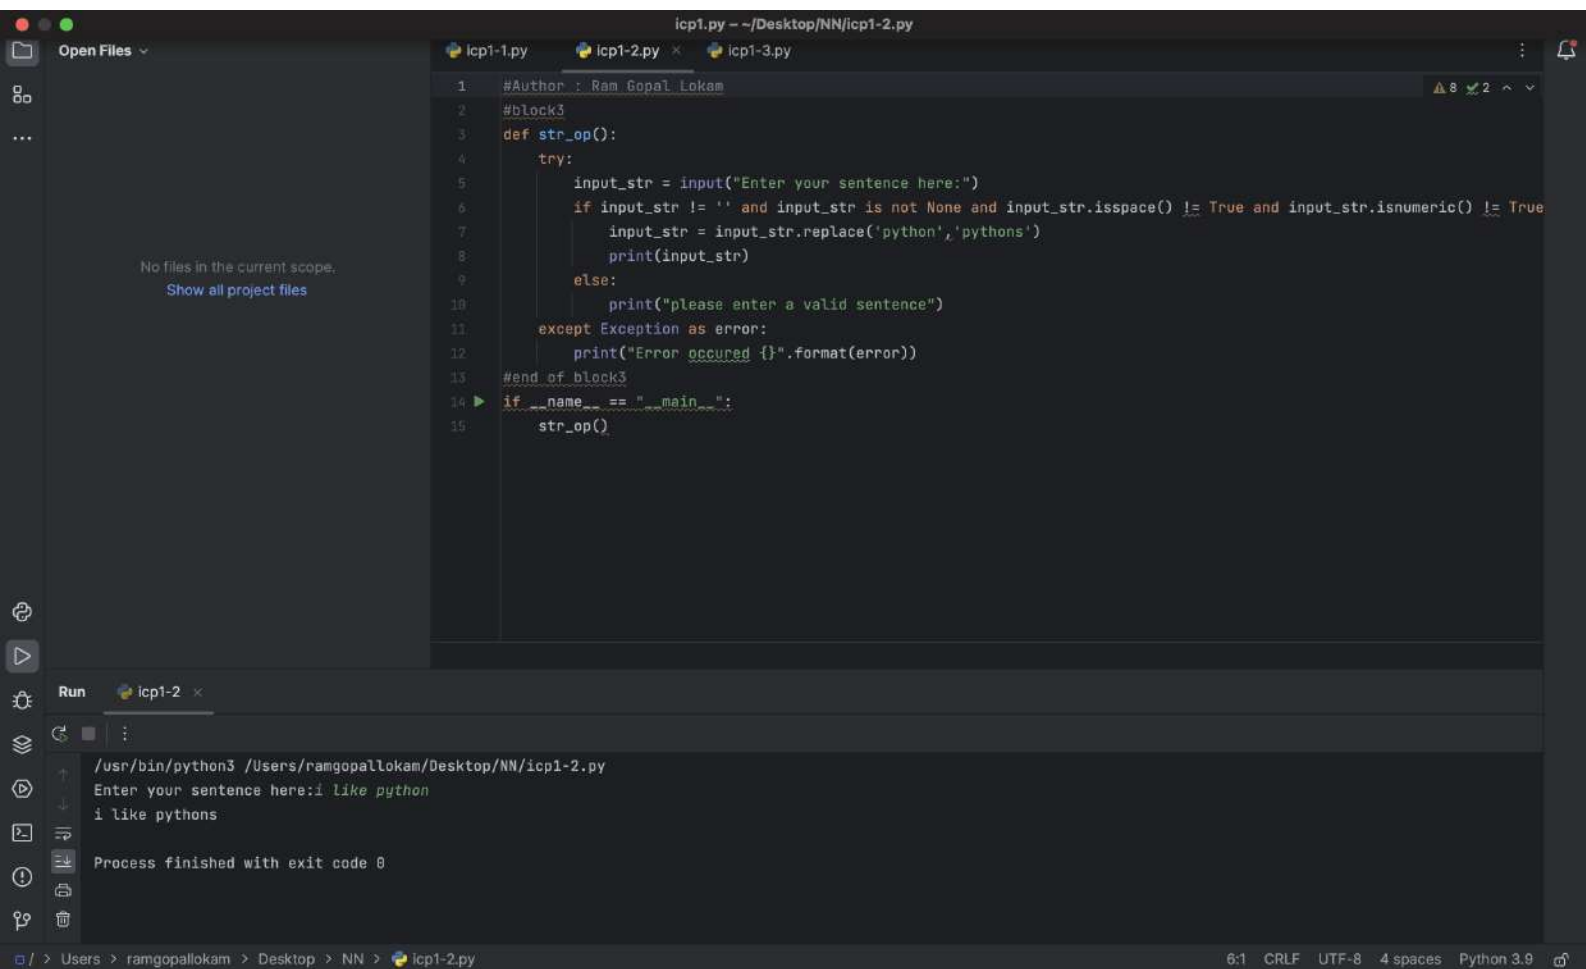 icp1.py – ~/Desktop/NN/icp1-2.py
Open Files
icp1-1.py
icp1-2.py
icp1-3.py
8 2
1 #Author : Ram Gopal Lokam
2 #block3
3 def str_op():
4 try:
5 input_str = input("Enter your sentence here:")
6 if input_str != '' and input_str is not None and input_str.isspace() != True and input_str.isnumeric() != True
7 input_str = input_str.replace('python','pythons')
8 print(input_str)
9 else:
10 print("please enter a valid sentence")
11 except Exception as error:
12 print("Error occured {}".format(error))
13 #end of block3
14 if __name__ == "__main__":
15 str_op()
No files in the current scope.
Show all project files
Run
icp1-2
/usr/bin/python3 /Users/ramgopallokam/Desktop/NN/icp1-2.py
Enter your sentence here:i like python
i like pythons
Process finished with exit code 0
/ > Users > ramgopallokam > Desktop > NN > icp1-2.py
6:1 CRLF UTF-8 4 spaces Python 3.9